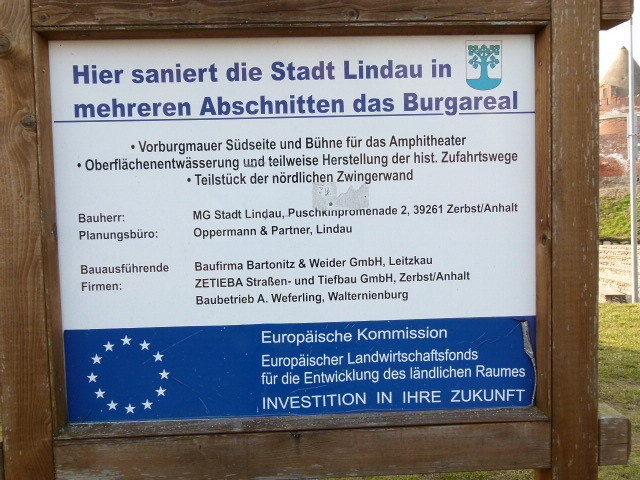 Hier saniert die Stadt Lindau in
mehreren Abschnitten das Burgareal
• Vorburgmauer Südseite und Bühne für das Amphitheater
• Oberflächenentwässerung und teilweise Herstellung der hist. Zufahrtswege
• Teilstück der nördlichen Zwingerwand
Bauherr: MG Stadt Lindau, Puschkinpromenade 2, 39261 Zerbst/Anhalt
Planungsbüro: Oppermann & Partner, Lindau
Bauausführende Baufirma Bartonitz & Weider GmbH, Leitzkau
Firmen: ZETIEBA Straßen- und Tiefbau GmbH, Zerbst/Anhalt
Baubetrieb A. Weferling, Walternienburg
Europäische Kommission
Europäischer Landwirtschaftsfonds
für die Entwicklung des ländlichen Raumes
INVESTITION IN IHRE ZUKUNFT